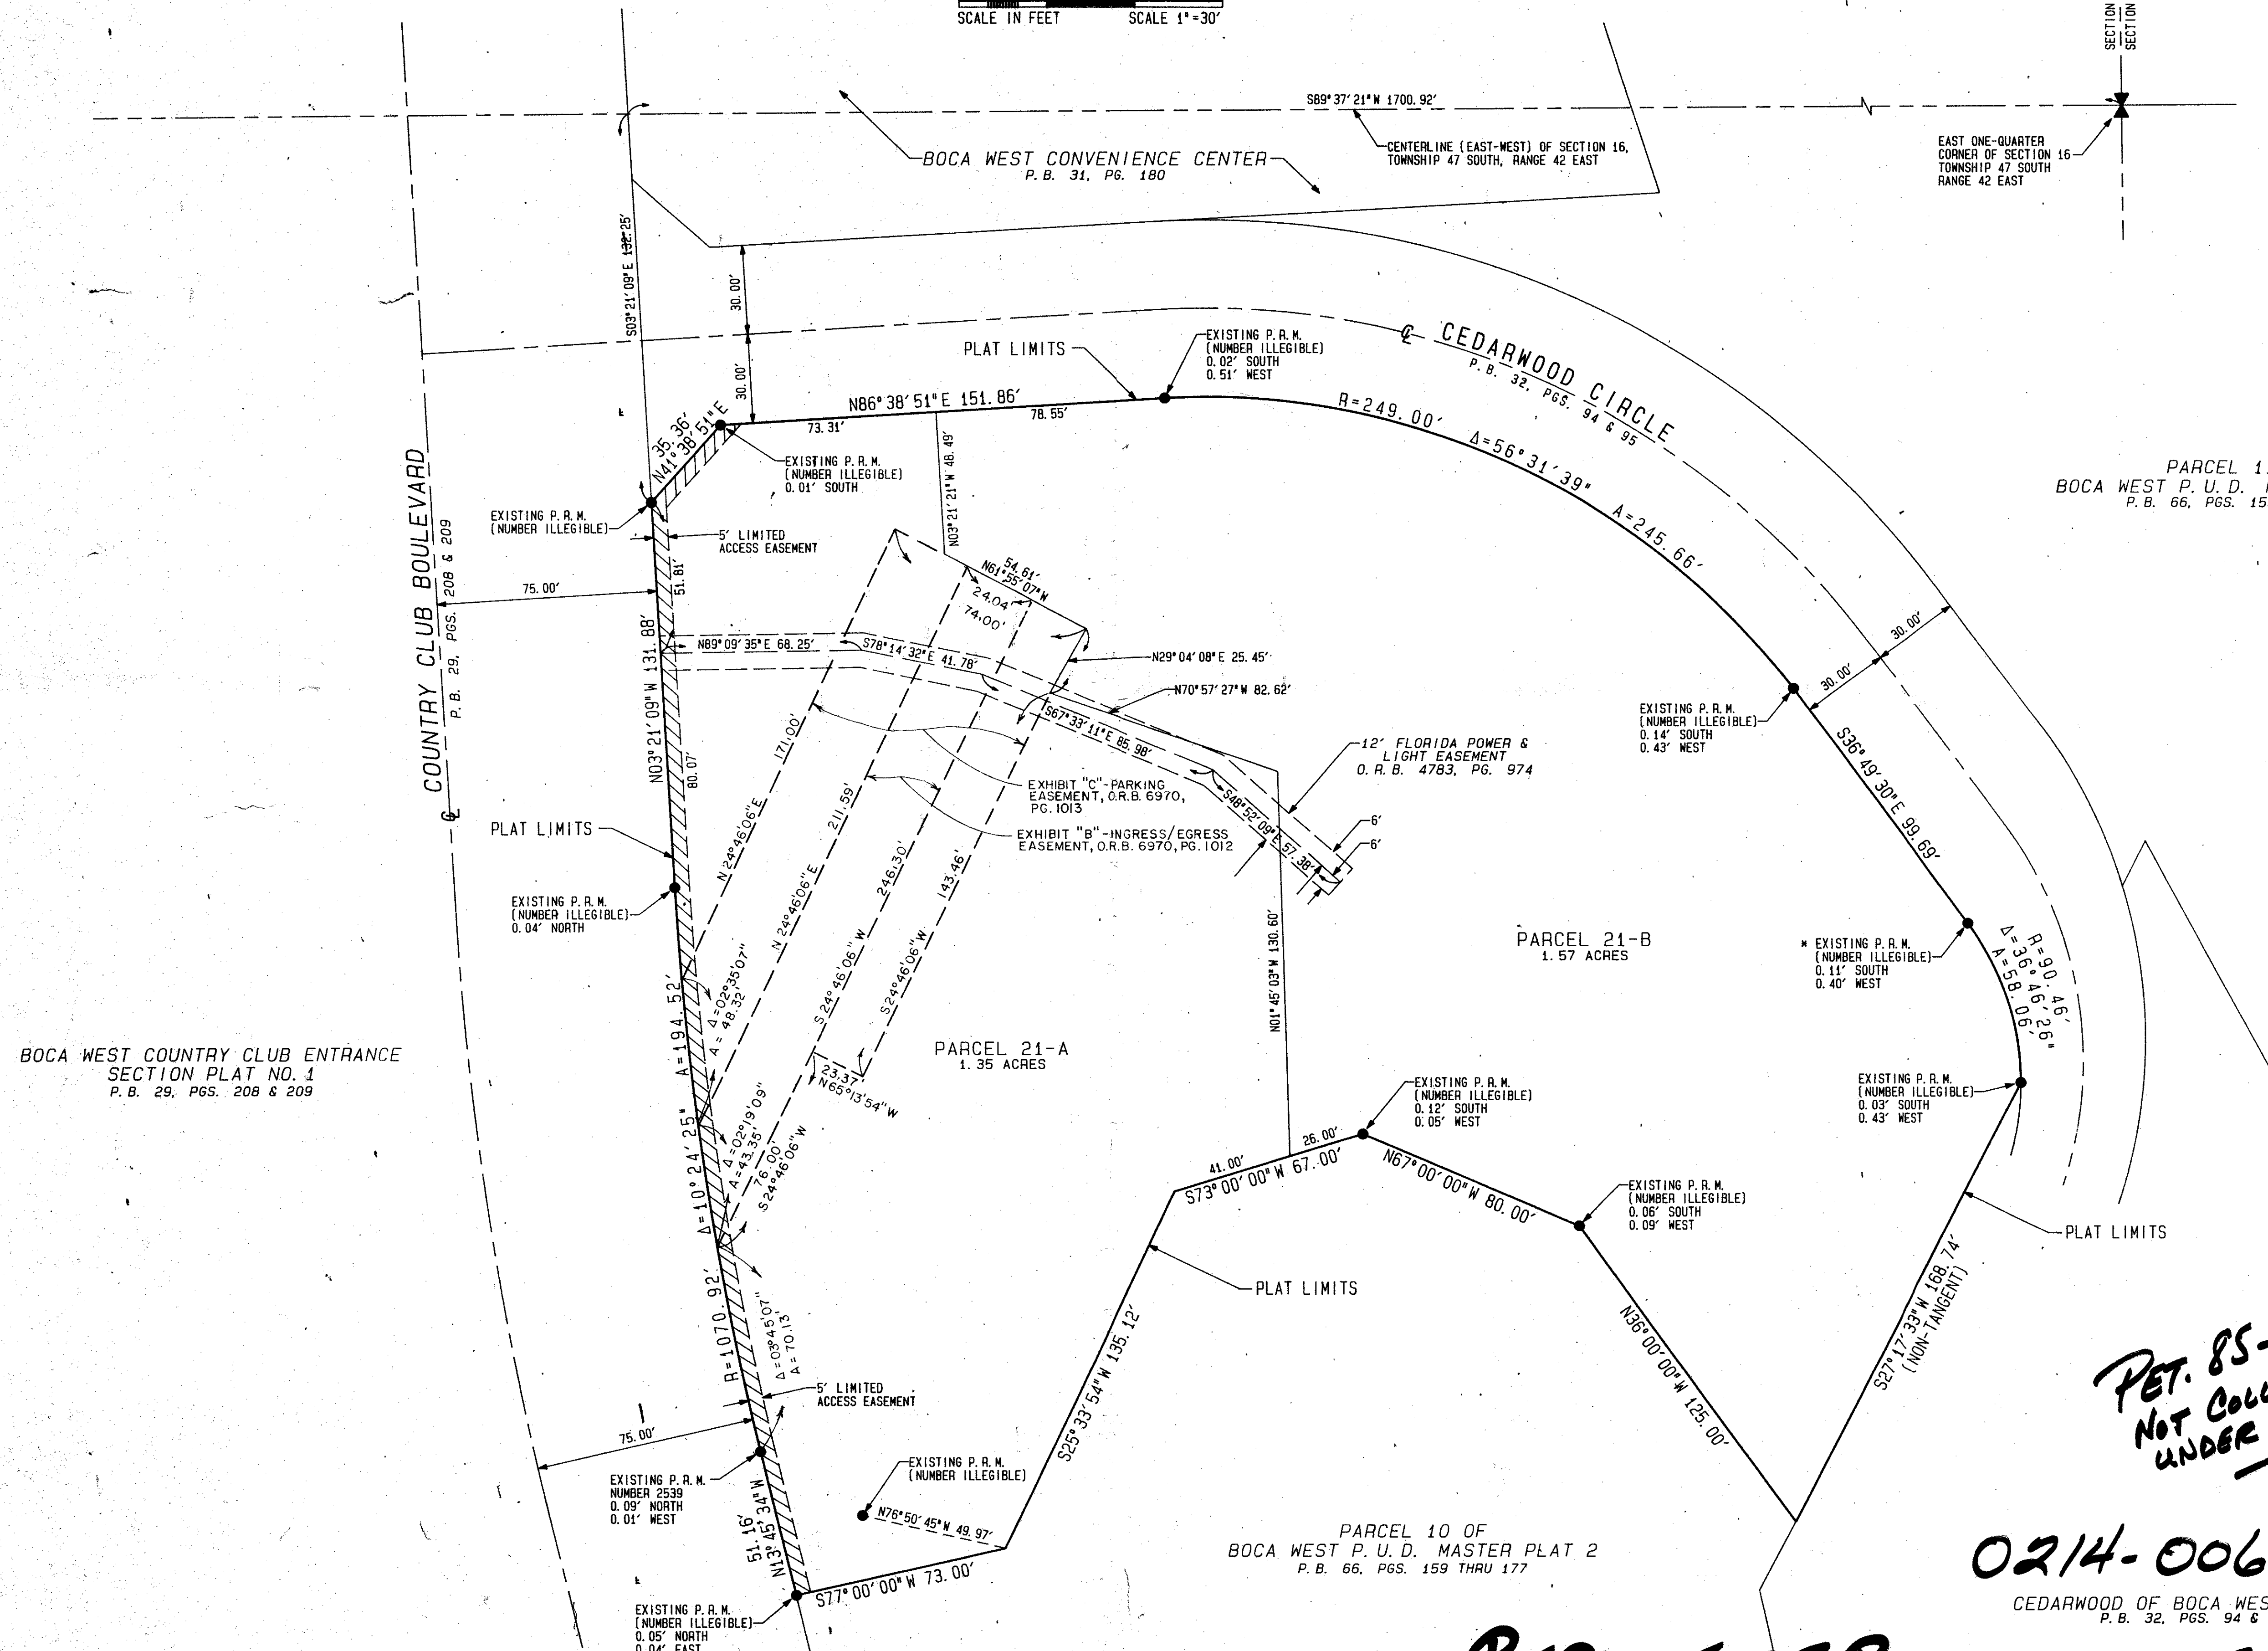 SCALE IN FEET
SCALE 1"=30'
SECTION
SECTION
S89°37'21"W 1700.92'
CENTERLINE (EAST-WEST) OF SECTION 16,
TOWNSHIP 47 SOUTH, RANGE 42 EAST
EAST ONE-QUARTER
CORNER OF SECTION 16
TOWNSHIP 47 SOUTH
RANGE 42 EAST
BOCA WEST CONVENIENCE CENTER
P.B. 31, PG. 180
S03°21'09"E 132.25'
30.00'
30.00'
PLAT LIMITS
EXISTING P.R.M.
(NUMBER ILLEGIBLE)
0.02' SOUTH
0.51' WEST
℄ CEDARWOOD CIRCLE
P.B. 32, PGS. 94 & 95
N86°38'51"E 151.86'
73.31'
78.55'
R=249.00'
Δ=56°31'39"
A=245.66'
35.36'
N41°38'51"E
EXISTING P.R.M.
(NUMBER ILLEGIBLE)
0.01' SOUTH
N03°21'21"W 48.49'
PARCEL 1
BOCA WEST P.U.D.
P.B. 66, PGS. 15
EXISTING P.R.M.
(NUMBER ILLEGIBLE)
5' LIMITED
ACCESS EASEMENT
℄ COUNTRY CLUB BOULEVARD
P.B. 29, PGS. 208 & 209
75.00'
51.81'
54.61'
N61°55'07"W
24.04'
74.00'
N03°21'09"W 131.88'
80.07'
N89°09'35"E 68.25'
S78°14'32"E 41.78'
N29°04'08"E 25.45'
N70°57'27"W 82.62'
S67°33'11"E 85.98'
30.00'
30.00'
EXISTING P.R.M.
(NUMBER ILLEGIBLE)
0.14' SOUTH
0.43' WEST
12' FLORIDA POWER &
LIGHT EASEMENT
O.R.B. 4783, PG. 974
S36°49'30"E 99.69'
171.00'
N 24°46'06"E
211.59'
N 24°46'06"E
246.30'
S 24°46'06"W
143.46'
S24°46'06"W
EXHIBIT "C"-PARKING
EASEMENT, O.R.B. 6970,
PG. 1013
EXHIBIT "B"-INGRESS/EGRESS
EASEMENT, O.R.B. 6970, PG. 1012
S48°52'09"E 57.38'
6'
6'
PLAT LIMITS
EXISTING P.R.M.
(NUMBER ILLEGIBLE)
0.04' NORTH
N01°45'03"W 130.60'
PARCEL 21-B
1.57 ACRES
* EXISTING P.R.M.
(NUMBER ILLEGIBLE)
0.11' SOUTH
0.40' WEST
R=90.46'
Δ=36°46'26"
A=58.06'
Δ=02°35'07"
A=48.32'
R=1070.92' Δ=10°24'25" A=194.52'
PARCEL 21-A
1.35 ACRES
23.37'
N65°13'54"W
BOCA WEST COUNTRY CLUB ENTRANCE
SECTION PLAT NO. 1
P.B. 29, PGS. 208 & 209
Δ=02°19'09"
A=43.35'
76.00'
S24°46'06"W
EXISTING P.R.M.
(NUMBER ILLEGIBLE)
0.12' SOUTH
0.05' WEST
EXISTING P.R.M.
(NUMBER ILLEGIBLE)
0.03' SOUTH
0.43' WEST
41.00'
26.00'
S73°00'00"W 67.00'
N67°00'00"W 80.00'
EXISTING P.R.M.
(NUMBER ILLEGIBLE)
0.06' SOUTH
0.09' WEST
PLAT LIMITS
PLAT LIMITS
S27°17'33"W 168.74'
(NON-TANGENT)
N36°00'00"W 125.00'
S25°33'54"W 135.12'
Δ=03°45'07"
A=70.13'
5' LIMITED
ACCESS EASEMENT
75.00'
EXISTING P.R.M.
NUMBER 2539
0.09' NORTH
0.01' WEST
EXISTING P.R.M.
(NUMBER ILLEGIBLE)
N76°50'45"W 49.97'
51.16'
N13°45'34"W
S77°00'00"W 73.00'
EXISTING P.R.M.
(NUMBER ILLEGIBLE)
0.05' NORTH
0.04' EAST
PARCEL 10 OF
BOCA WEST P.U.D. MASTER PLAT 2
P.B. 66, PGS. 159 THRU 177
PET. 85-
NOT
UNDER
0214-006
CEDARWOOD OF BOCA WES
P.B. 32, PGS. 94 &